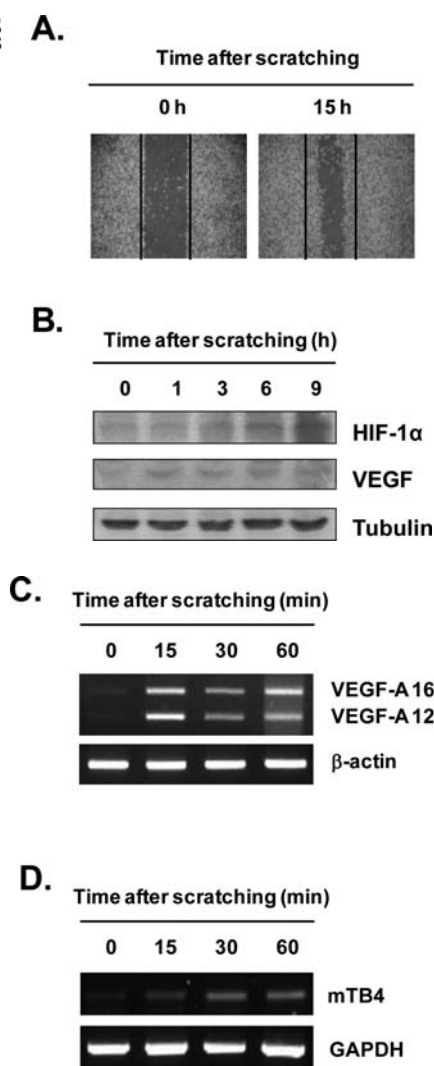 A.
Time after scratching
0 h 15 h
B.
Time after scratching (h)
0 1 3 6 9
HIF-1α
VEGF
Tubulin
C.
Time after scratching (min)
0 15 30 60
VEGF-A 16
VEGF-A 12
β-actin
D.
Time after scratching (min)
0 15 30 60
mTB4
GAPDH